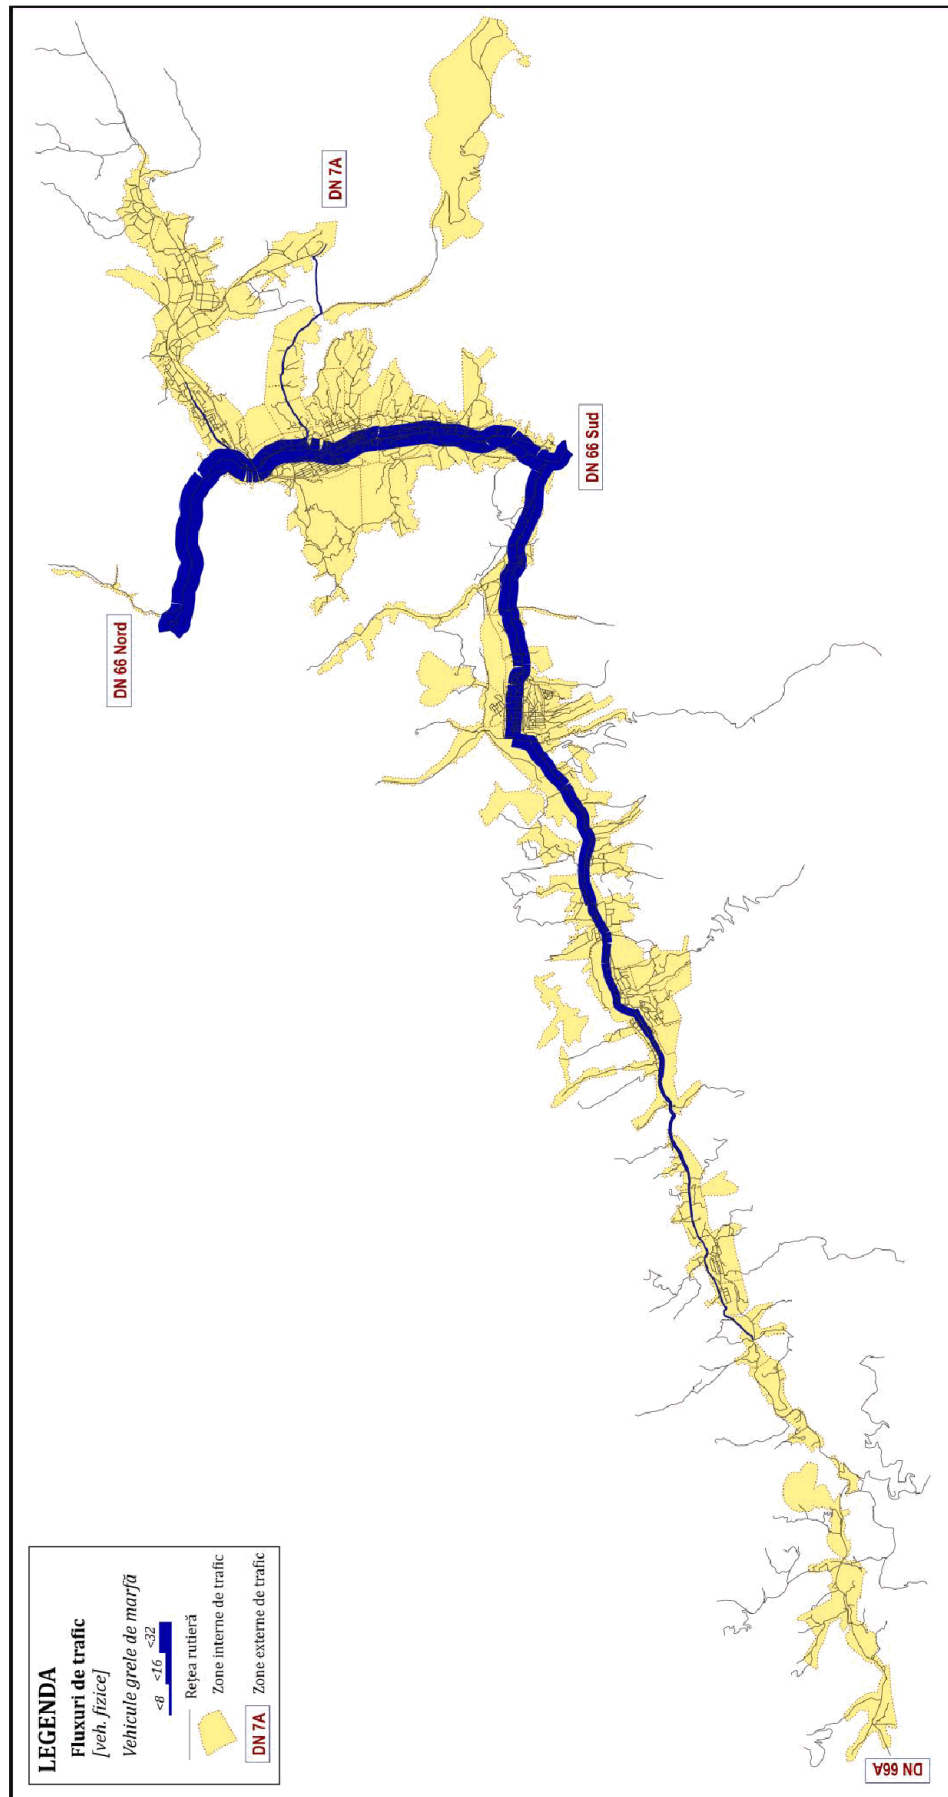 DN 7A
DN 66 Sud
DN 66 Nord
DN 66A
LEGENDA
Fluxuri de trafic
[veh. fizice]
Vehicule grele de marfă
<8 <16 <32
Rețea rutieră
Zone interne de trafic
DN 7A Zone externe de trafic